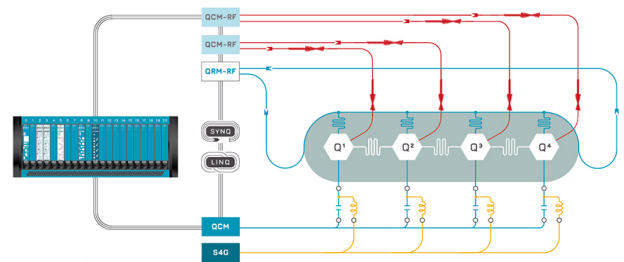 QCM-RF
QCM-RF
QRM-RF
SYNQ
LINQ
Q1 Q2 Q3 Q4
QCM
S4G